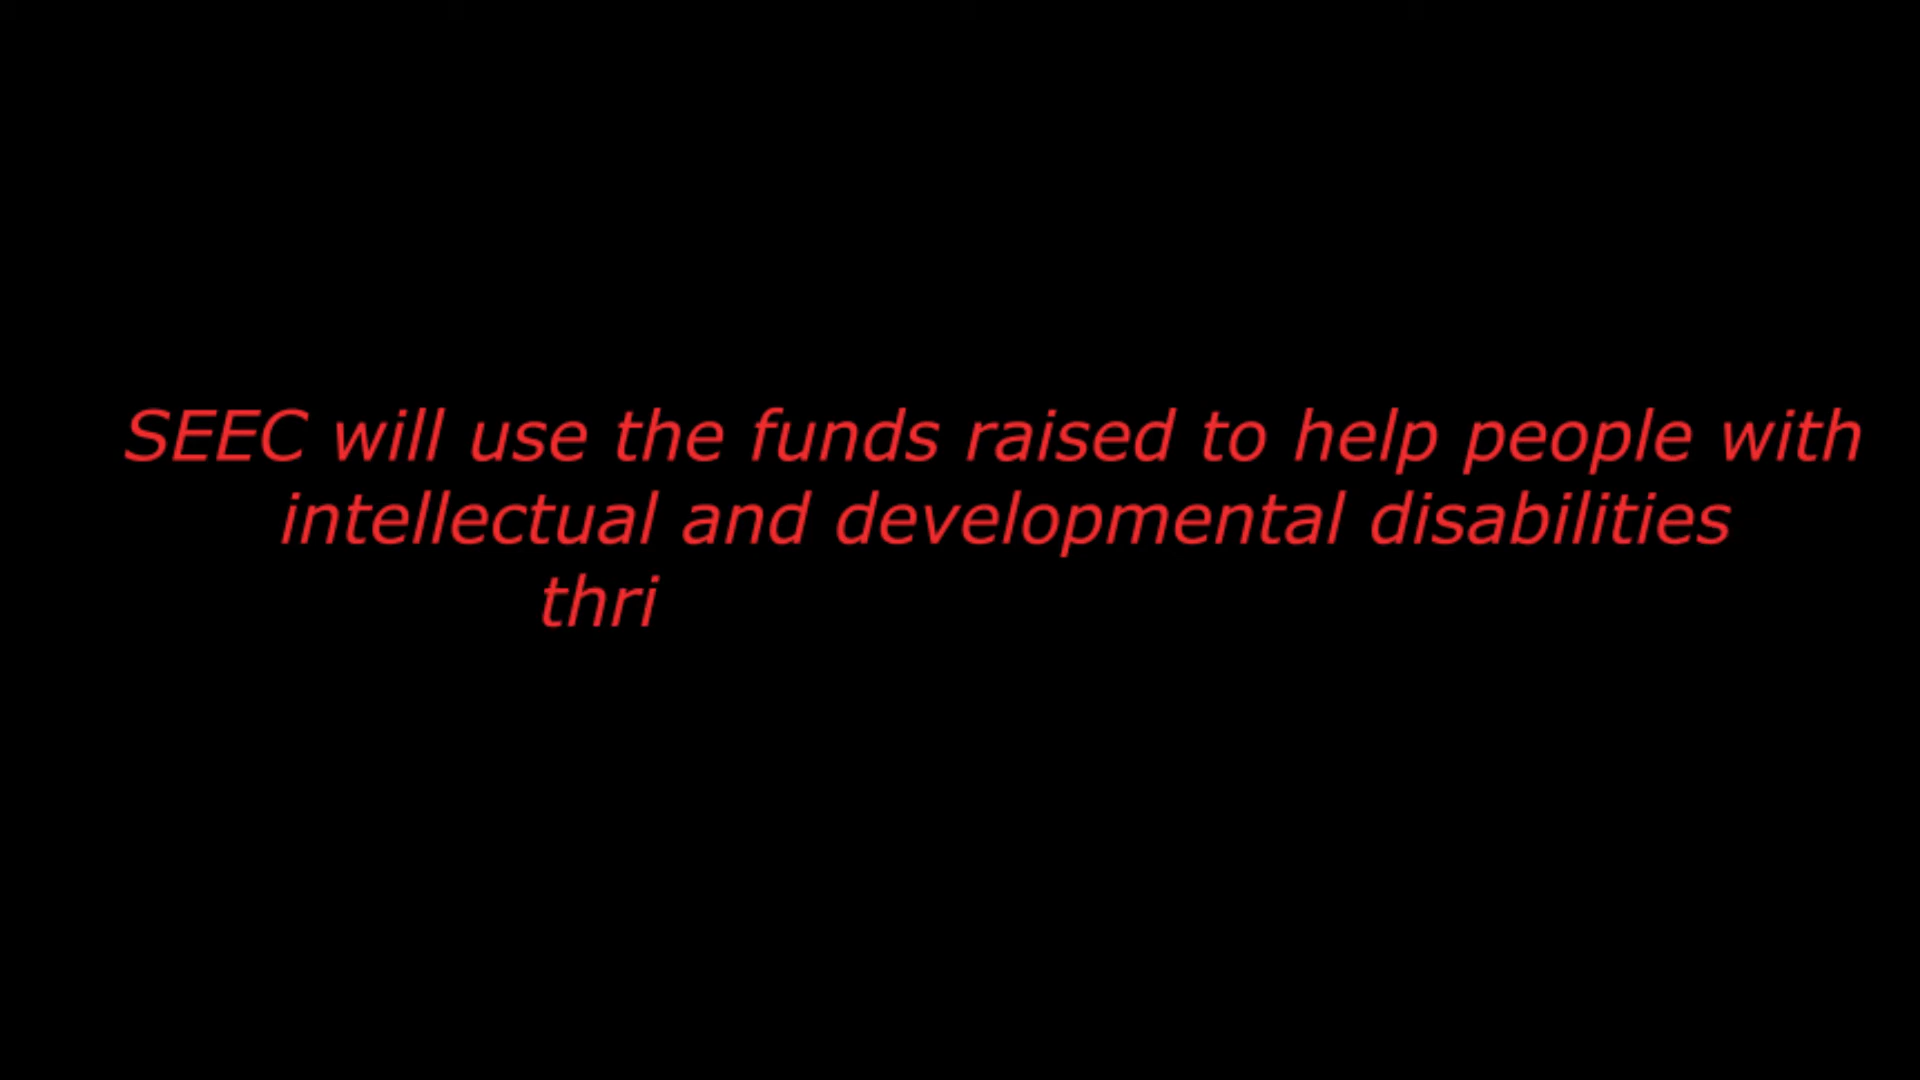 SEEC will use the funds raised to help people with
intellectual and developmental disabilities
thri